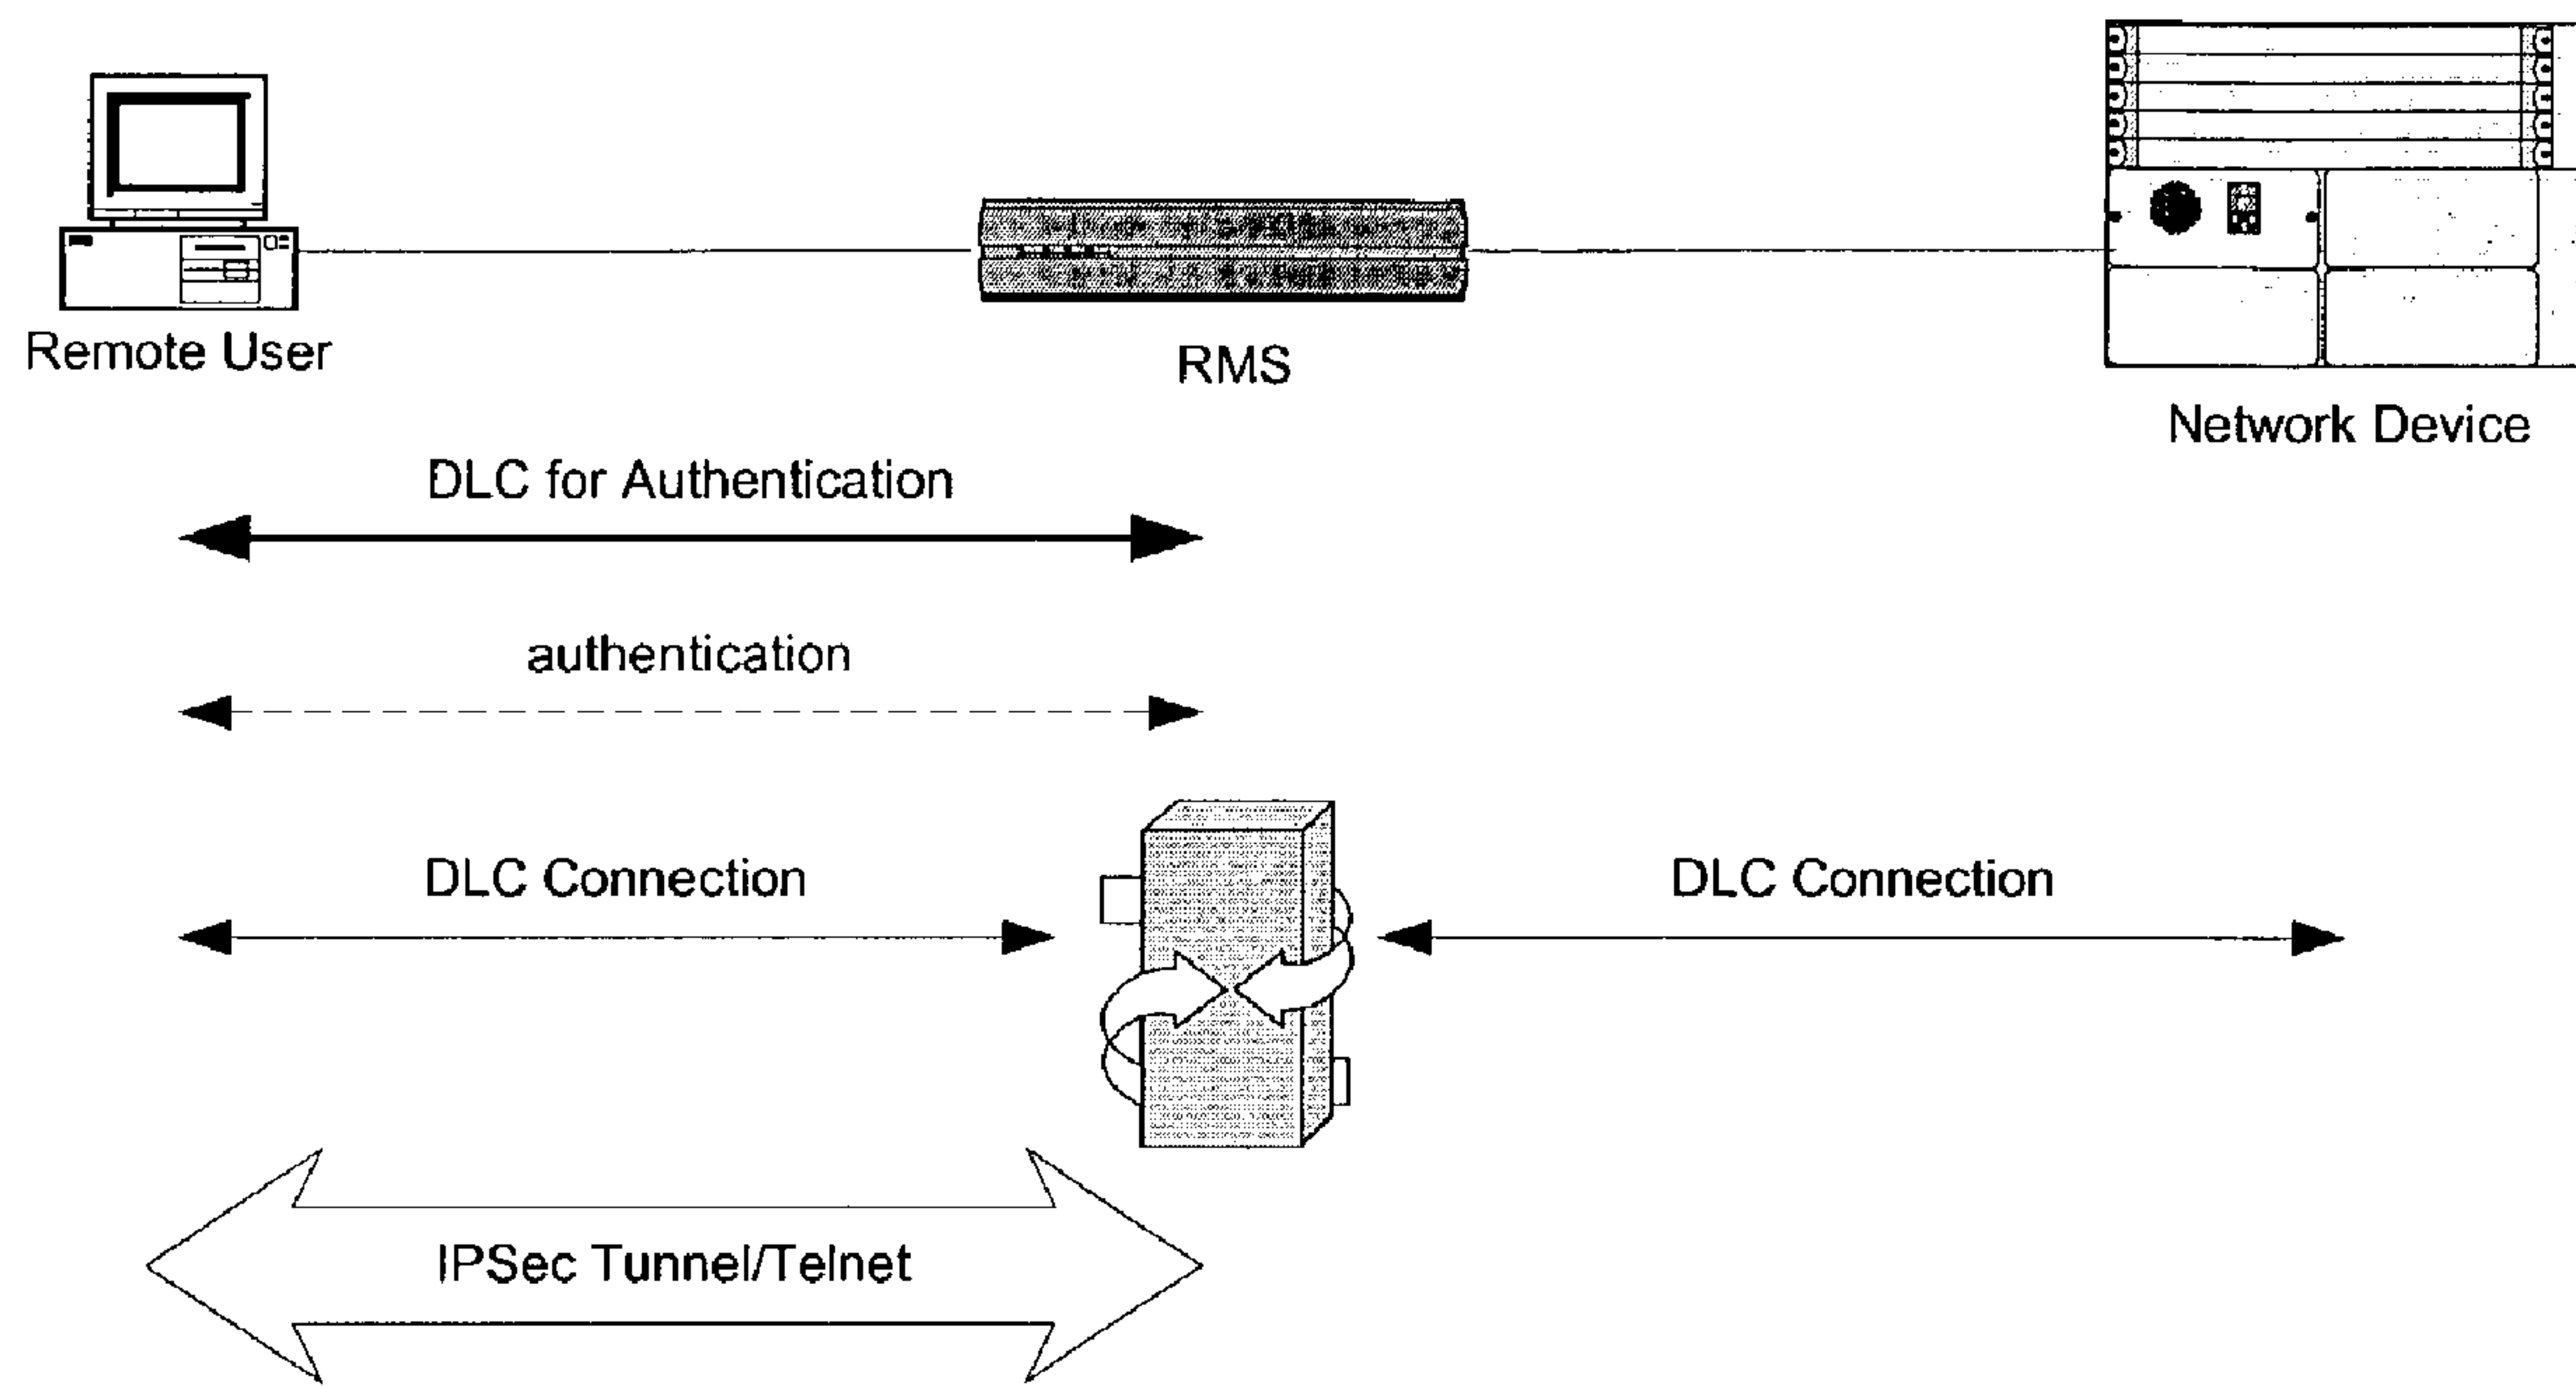 Remote User
RMS
Network Device
DLC for Authentication
authentication
DLC Connection
DLC Connection
IPSec Tunnel/Telnet